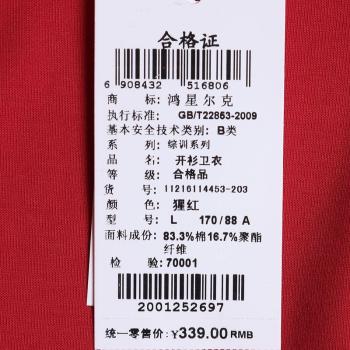 合格证
6 908432 516806
商 标: 鸿星尔克
执行标准: GB/T22863-2009
基本安全技术类别: B类
系 列: 综训系列
品 名: 开衫卫衣
等 级: 合格品
货 号: 11216114453-203
颜 色: 猩红
型 号: L 170/88 A
面料成份: 83.3%棉16.7%聚酯
纤维
检 验: 70001
2001252697
统一零售价: ¥339.00 RMB